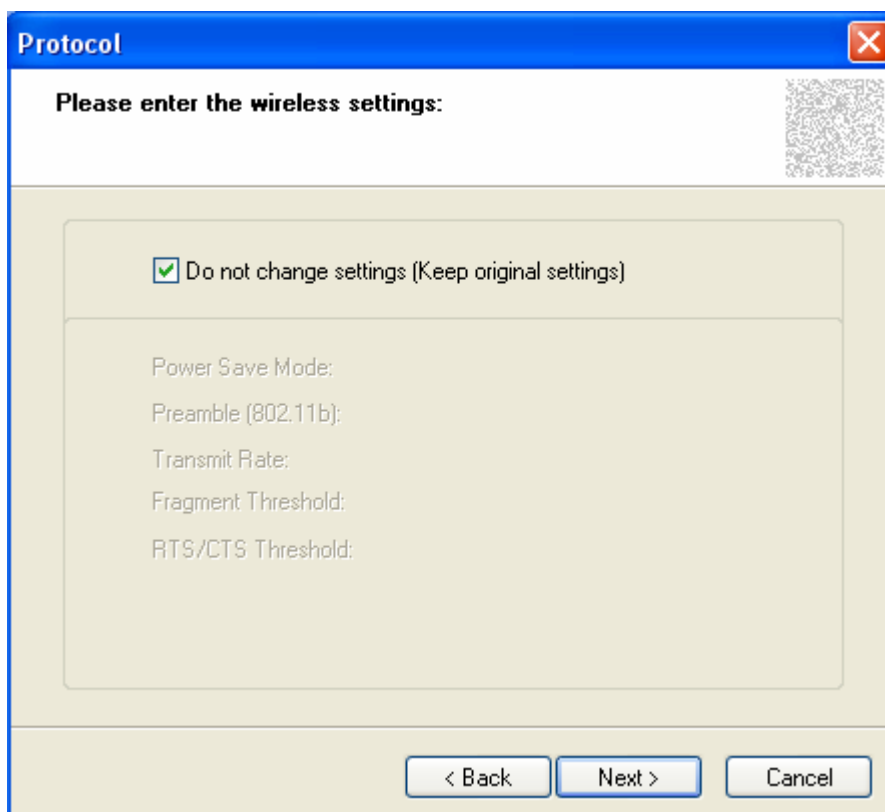 Protocol
Please enter the wireless settings:
Do not change settings (Keep original settings)
Power Save Mode:
Preamble (802.11b):
Transmit Rate:
Fragment Threshold:
RTS/CTS Threshold:
< Back Next > Cancel